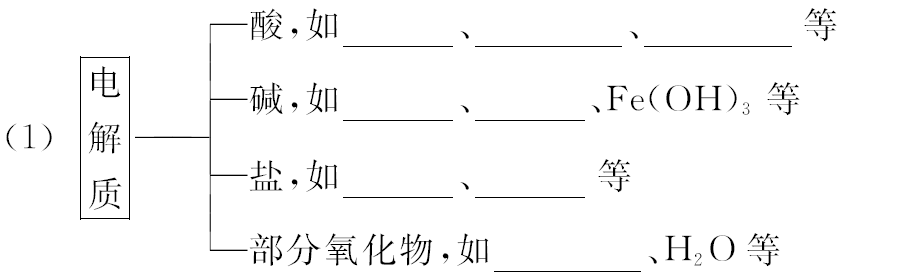 (1) 电解质
酸,如______、________、________等
碱,如______、______、Fe(OH)₃ 等
盐,如______、______ 等
部分氧化物,如________、H₂O 等